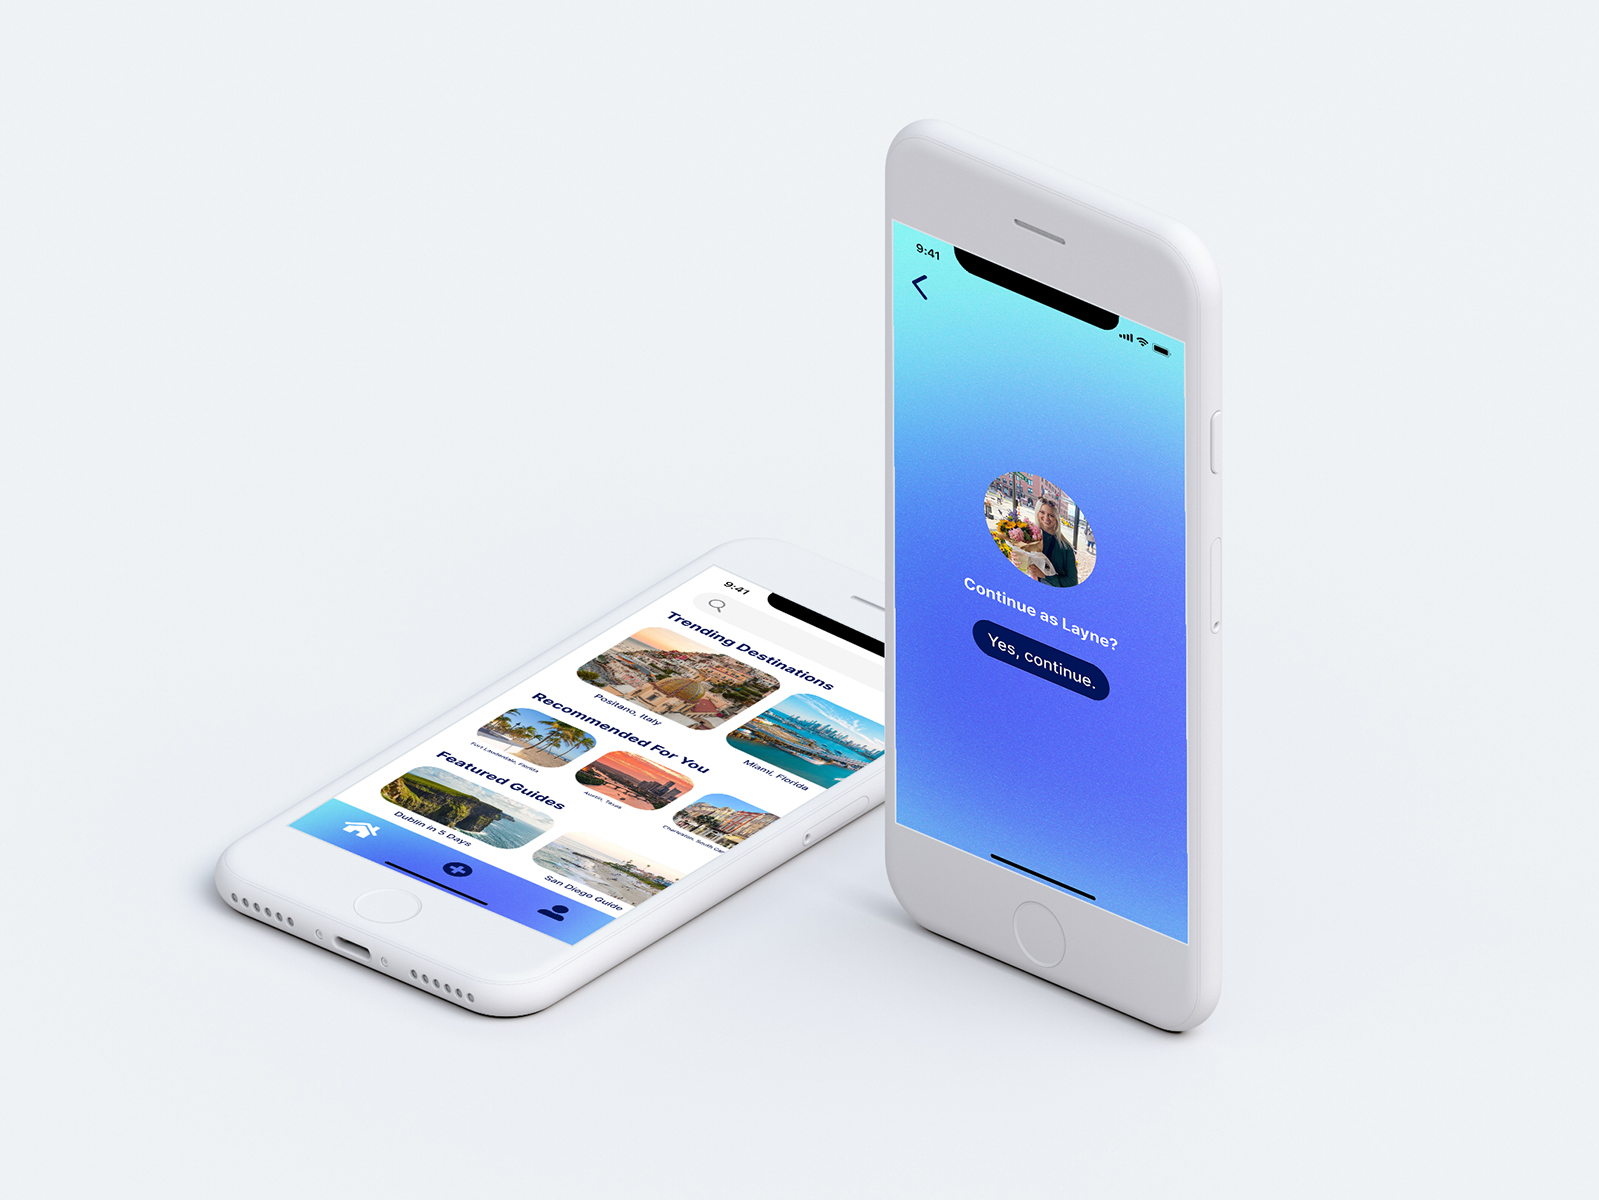 9:41
Trending Destinations
Positano, Italy
Miami, Florida
Recommended For You
Fort Lauderdale, Florida
Austin, Texas
Charleston, South Car
Featured Guides
Dublin in 5 Days
San Diego Guide
9:41
Continue as Layne?
Yes, continue.